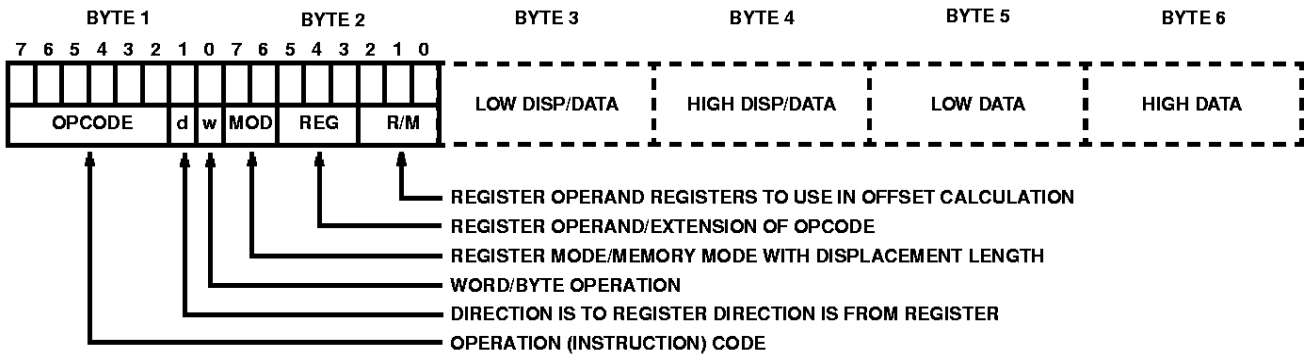 BYTE 1 BYTE 2 BYTE 3 BYTE 4 BYTE 5 BYTE 6
7 6 5 4 3 2 1 0 7 6 5 4 3 2 1 0
LOW DISP/DATA HIGH DISP/DATA LOW DATA HIGH DATA
OPCODE d w MOD REG R/M
REGISTER OPERAND REGISTERS TO USE IN OFFSET CALCULATION
REGISTER OPERAND/EXTENSION OF OPCODE
REGISTER MODE/MEMORY MODE WITH DISPLACEMENT LENGTH
WORD/BYTE OPERATION
DIRECTION IS TO REGISTER DIRECTION IS FROM REGISTER
OPERATION (INSTRUCTION) CODE